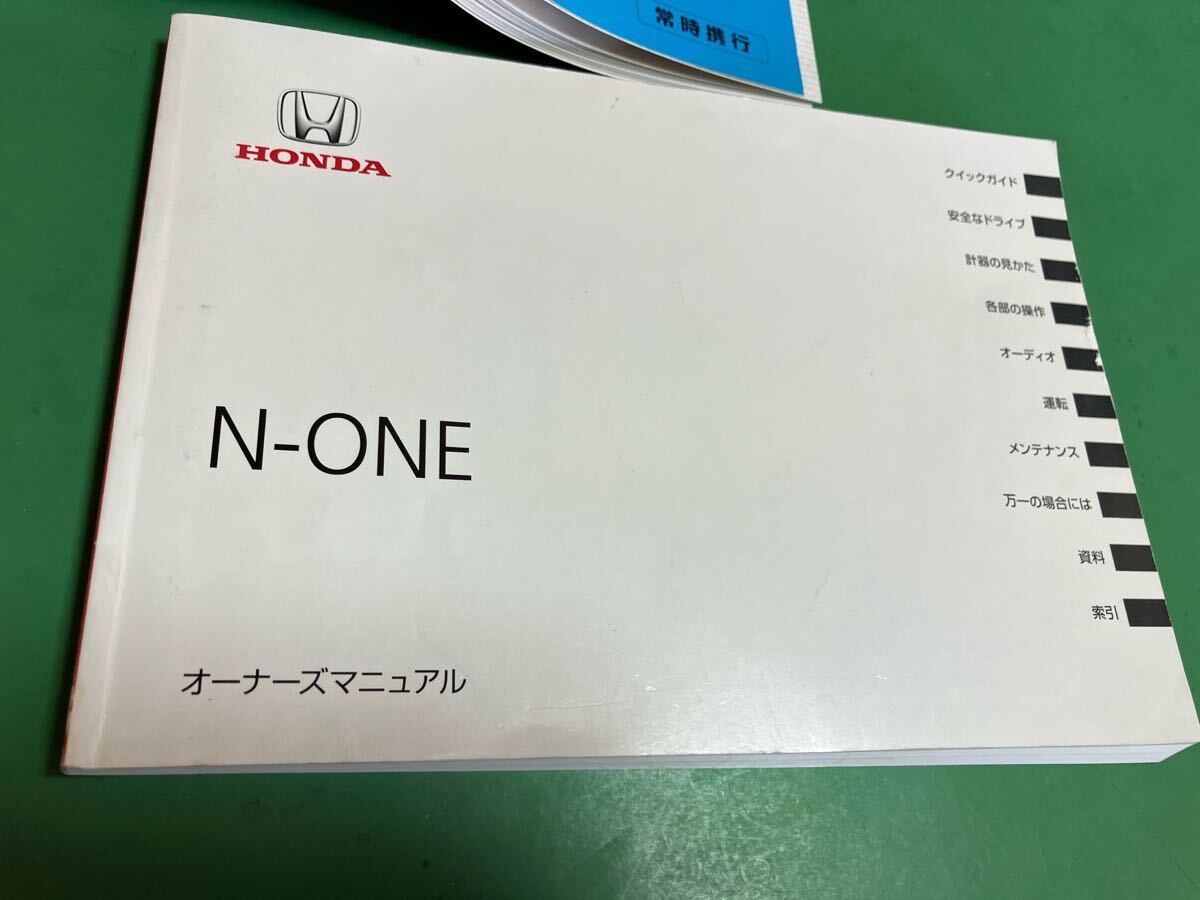 常時携行
HONDA
クイックガイド
安全なドライブ
計器の見かた
各部の操作
オーディオ
運転
メンテナンス
万一の場合には
資料
索引
N-ONE
オーナーズマニュアル